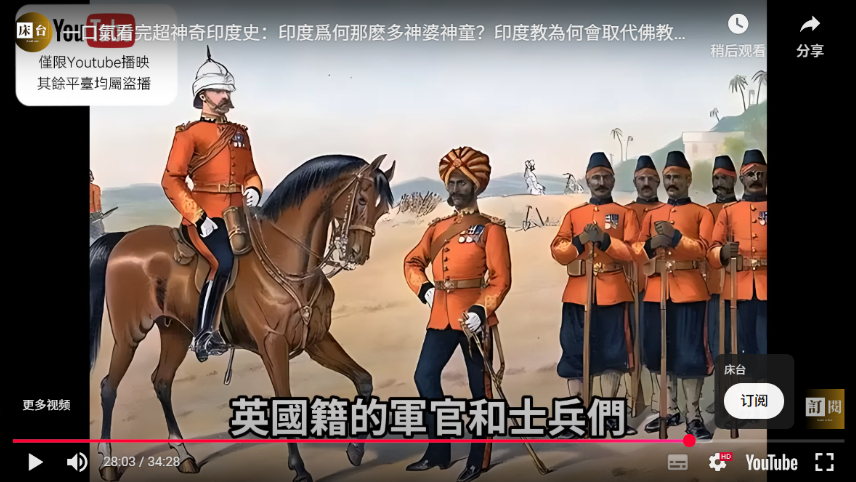 床台
一口氣看完超神奇印度史：印度爲何那麽多神婆神童？印度教為何會取代佛教...
稍后观看
分享
僅限Youtube播映
其餘平臺均屬盜播
床台
订阅
訂閱
更多视频
英國籍的軍官和士兵們
28:03 / 34:28
HD
YouTube